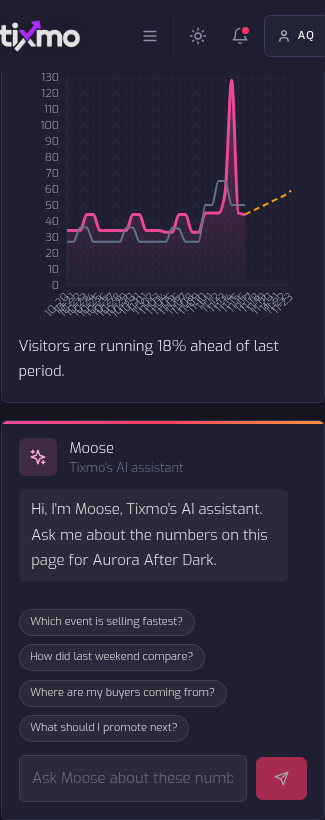 tixmo
AQ
130
120
110
100
90
80
70
60
50
40
30
20
10
0
Visitors are running 18% ahead of last
period.
Moose
Tixmo's AI assistant
Hi, I'm Moose, Tixmo's AI assistant.
Ask me about the numbers on this
page for Aurora After Dark.
Which event is selling fastest?
How did last weekend compare?
Where are my buyers coming from?
What should I promote next?
Ask Moose about these numb